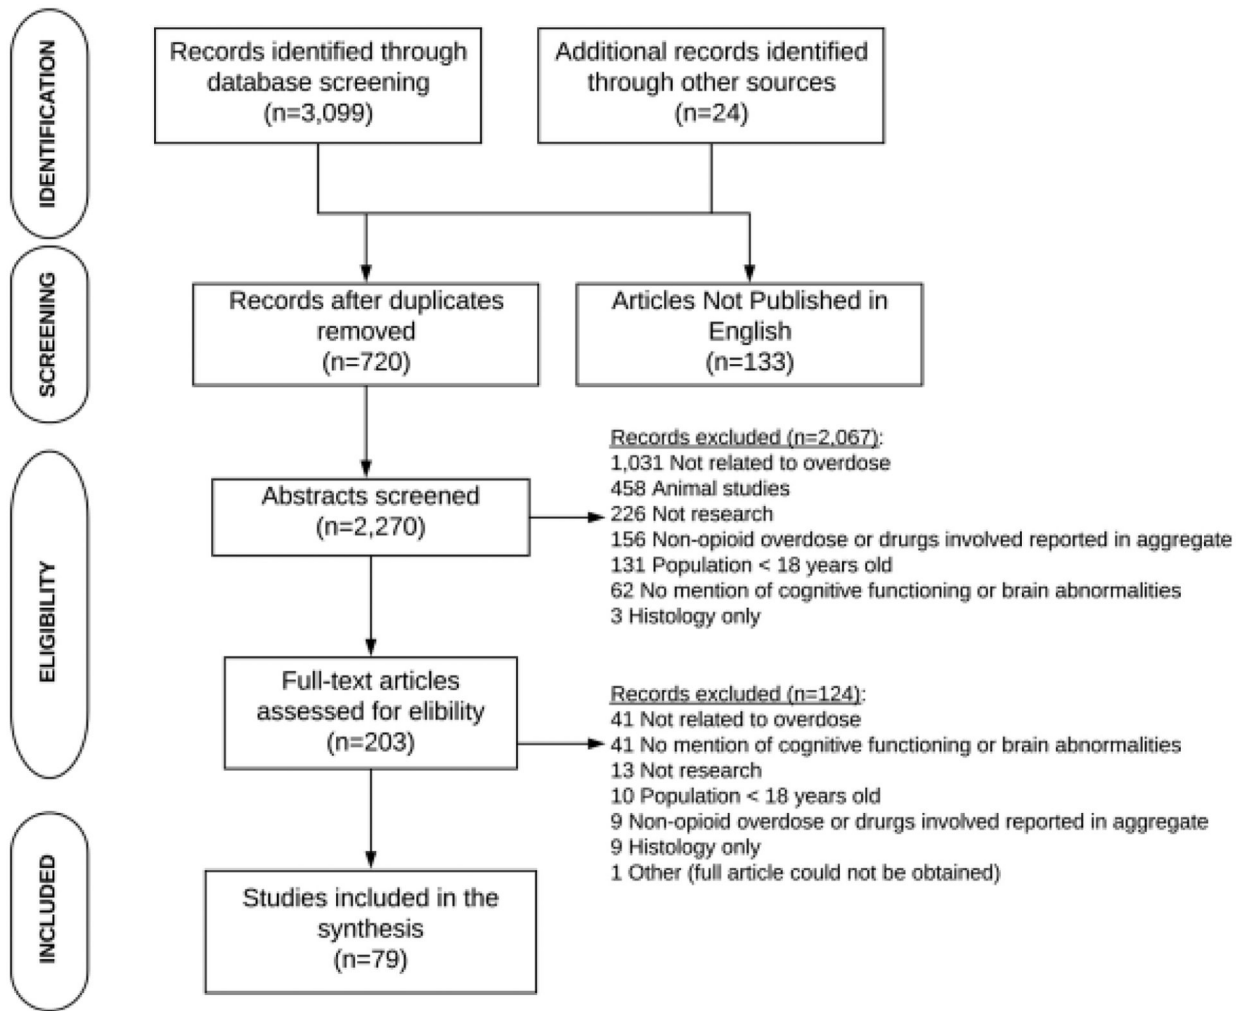 IDENTIFICATION
Records identified through
database screening
(n=3,099)
Additional records identified
through other sources
(n=24)
SCREENING
Records after duplicates
removed
(n=720)
Articles Not Published in
English
(n=133)
ELIGIBILITY
Abstracts screened
(n=2,270)
Records excluded (n=2,067):
1,031 Not related to overdose
458 Animal studies
226 Not research
156 Non-opioid overdose or drurgs involved reported in aggregate
131 Population < 18 years old
62 No mention of cognitive functioning or brain abnormalities
3 Histology only
Full-text articles
assessed for elibility
(n=203)
Records excluded (n=124):
41 Not related to overdose
41 No mention of cognitive functioning or brain abnormalities
13 Not research
10 Population < 18 years old
9 Non-opioid overdose or drurgs involved reported in aggregate
9 Histology only
1 Other (full article could not be obtained)
INCLUDED
Studies included in the
synthesis
(n=79)